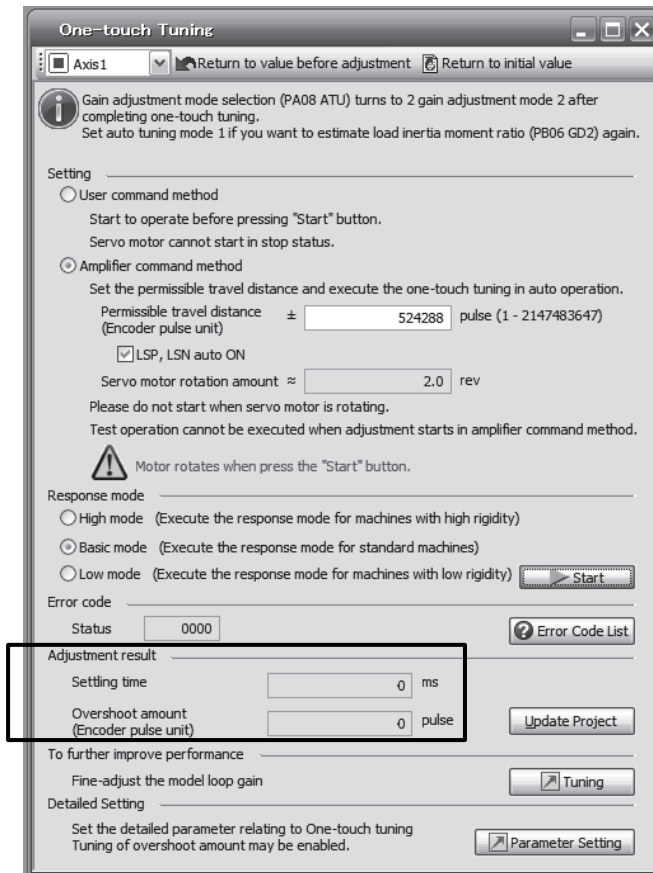 One-touch Tuning
Axis1 Return to value before adjustment Return to initial value
Gain adjustment mode selection (PA08 ATU) turns to 2 gain adjustment mode 2 after
completing one-touch tuning.
Set auto tuning mode 1 if you want to estimate load inertia moment ratio (PB06 GD2) again.
Setting
User command method
Start to operate before pressing "Start" button.
Servo motor cannot start in stop status.
Amplifier command method
Set the permissible travel distance and execute the one-touch tuning in auto operation.
Permissible travel distance ± 524288 pulse (1 - 2147483647)
(Encoder pulse unit)
LSP, LSN auto ON
Servo motor rotation amount ≈ 2.0 rev
Please do not start when servo motor is rotating.
Test operation cannot be executed when adjustment starts in amplifier command method.
Motor rotates when press the "Start" button.
Response mode
High mode (Execute the response mode for machines with high rigidity)
Basic mode (Execute the response mode for standard machines)
Low mode (Execute the response mode for machines with low rigidity) Start
Error code
Status 0000 Error Code List
Adjustment result
Settling time 0 ms
Overshoot amount 0 pulse Update Project
(Encoder pulse unit)
To further improve performance
Fine-adjust the model loop gain Tuning
Detailed Setting
Set the detailed parameter relating to One-touch tuning
Tuning of overshoot amount may be enabled. Parameter Setting